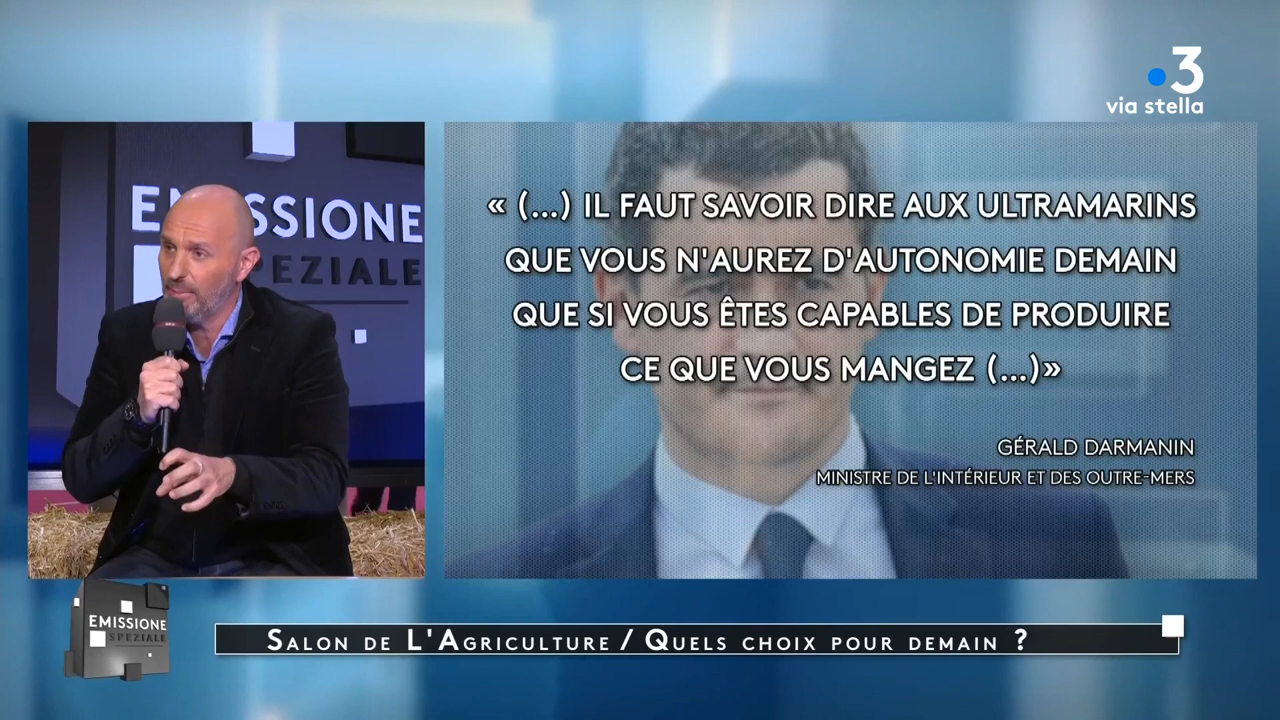 3
via stella
EMISSIONE
SPEZIALE
« (...) IL FAUT SAVOIR DIRE AUX ULTRAMARINS
QUE VOUS N'AUREZ D'AUTONOMIE DEMAIN
QUE SI VOUS ÊTES CAPABLES DE PRODUIRE
CE QUE VOUS MANGEZ (...)»
GÉRALD DARMANIN
MINISTRE DE L'INTÉRIEUR ET DES OUTRE-MERS
EMISSIONE
SPEZIALE
SALON DE L'AGRICULTURE / QUELS CHOIX POUR DEMAIN ?